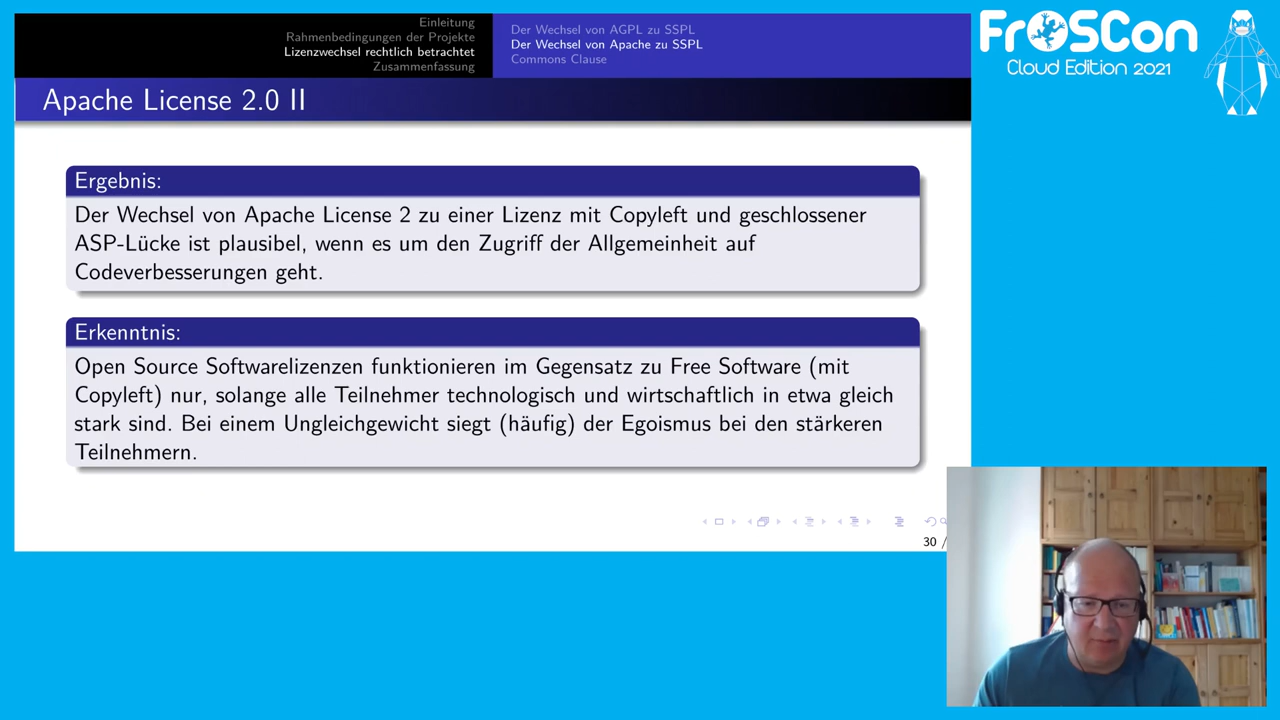 Einleitung
Rahmenbedingungen der Projekte
Lizenzwechsel rechtlich betrachtet
Zusammenfassung
Der Wechsel von AGPL zu SSPL
Der Wechsel von Apache zu SSPL
Commons Clause
FrOSCon
Cloud Edition 2021
Apache License 2.0 II
Ergebnis:
Der Wechsel von Apache License 2 zu einer Lizenz mit Copyleft und geschlossener
ASP-Lücke ist plausibel, wenn es um den Zugriff der Allgemeinheit auf
Codeverbesserungen geht.
Erkenntnis:
Open Source Softwarelizenzen funktionieren im Gegensatz zu Free Software (mit
Copyleft) nur, solange alle Teilnehmer technologisch und wirtschaftlich in etwa gleich
stark sind. Bei einem Ungleichgewicht siegt (häufig) der Egoismus bei den stärkeren
Teilnehmern.
30 /